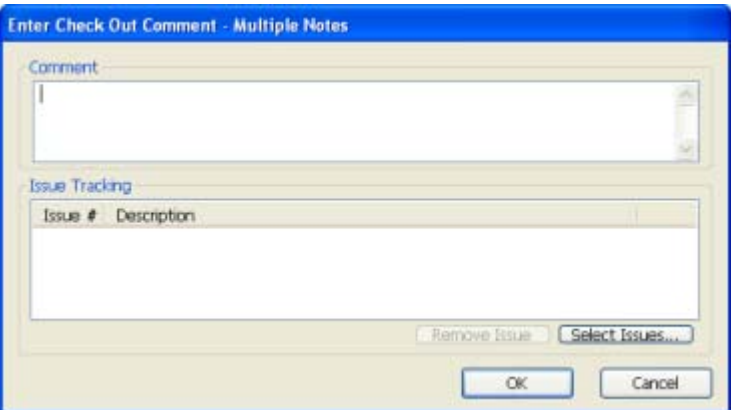 Enter Check Out Comment - Multiple Notes
Comment
Issue Tracking
Issue # Description
Remove Issue Select Issues...
OK Cancel